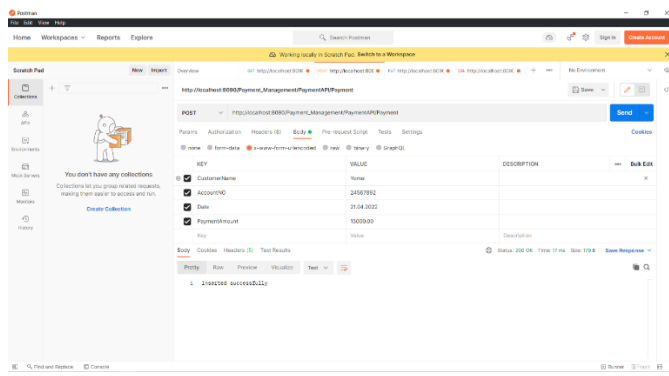 Postman
File Edit View Help
Home Workspaces Reports Explore
Search Postman
Sign in
Create Account
Working locally in Scratch Pad. Switch to a Workspace
Scratch Pad
New Import
Overview
No Environment
http://localhost:8080/Payment_Management/PaymentAPI/Payment
Save
POST
http://localhost:8080/Payment_Management/PaymentAPI/Payment
Send
Params Authorization Headers (8) Body Pre-request Script Tests Settings
Cookies
none form-data x-www-form-urlencoded raw binary GraphQL
KEY VALUE DESCRIPTION
Bulk Edit
CustomerName Yomal
AccountNO 24567882
Date 21.04.2022
PaymentAmount 15000.00
Key Value Description
Collections
APIs
Environments
Mock Servers
Monitors
History
You don't have any collections
Collections let you group related requests,
making them easier to access and run.
Create Collection
Body Cookies Headers (5) Test Results
Status: 200 OK Time: 17 ms Size: 179 B Save Response
Pretty Raw Preview Visualize Text
1 Inserted successfully
Find and Replace Console
Runner Trash